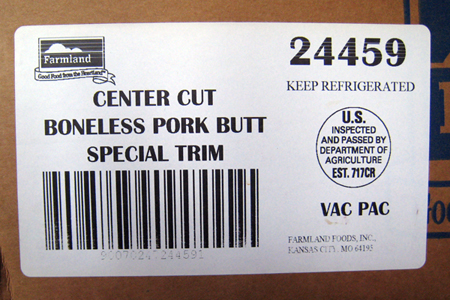 Farmland
Good Food from the Heartland
24459
KEEP REFRIGERATED
CENTER CUT
BONELESS PORK BUTT
SPECIAL TRIM
U.S.
INSPECTED
AND PASSED BY
DEPARTMENT OF
AGRICULTURE
EST. 717CR
VAC PAC
90070247244591
FARMLAND FOODS, INC.
KANSAS CITY, MO 64195